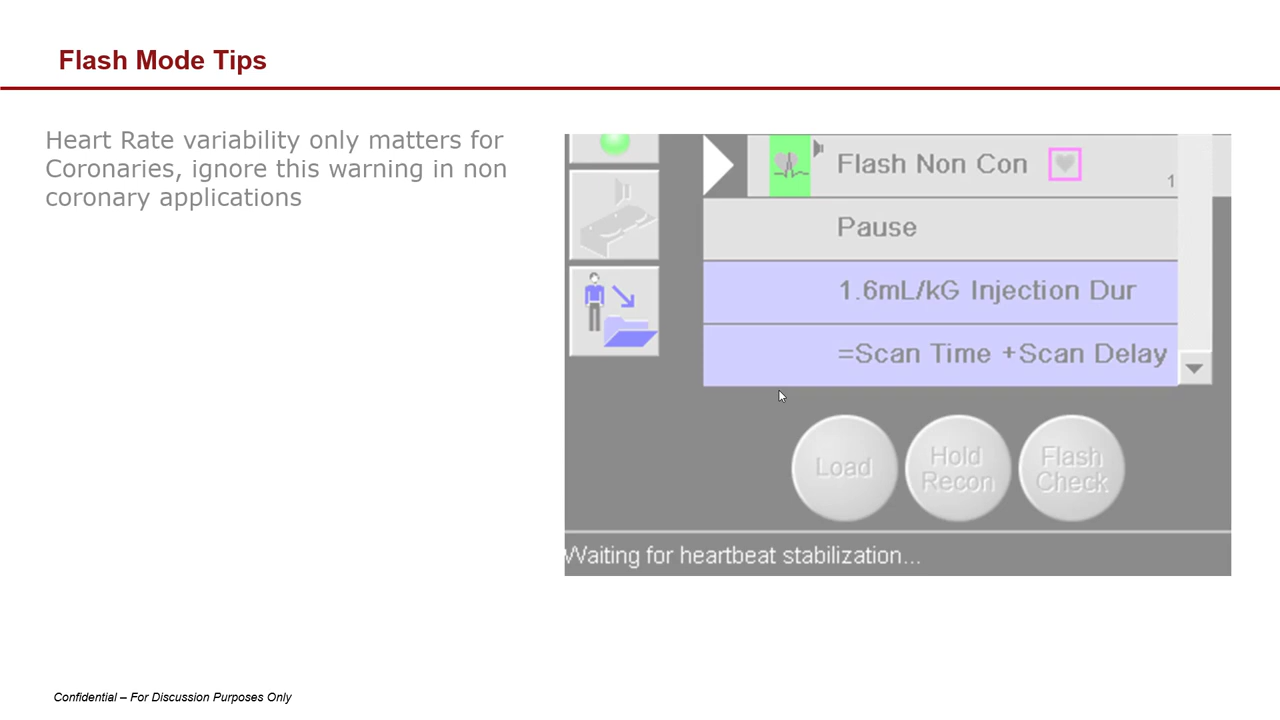 Flash Mode Tips
Heart Rate variability only matters for
Coronaries, ignore this warning in non
coronary applications
Flash Non Con
1
Pause
1.6mL/kG Injection Dur
=Scan Time +Scan Delay
Load
Hold
Recon
Flash
Check
Waiting for heartbeat stabilization...
Confidential – For Discussion Purposes Only